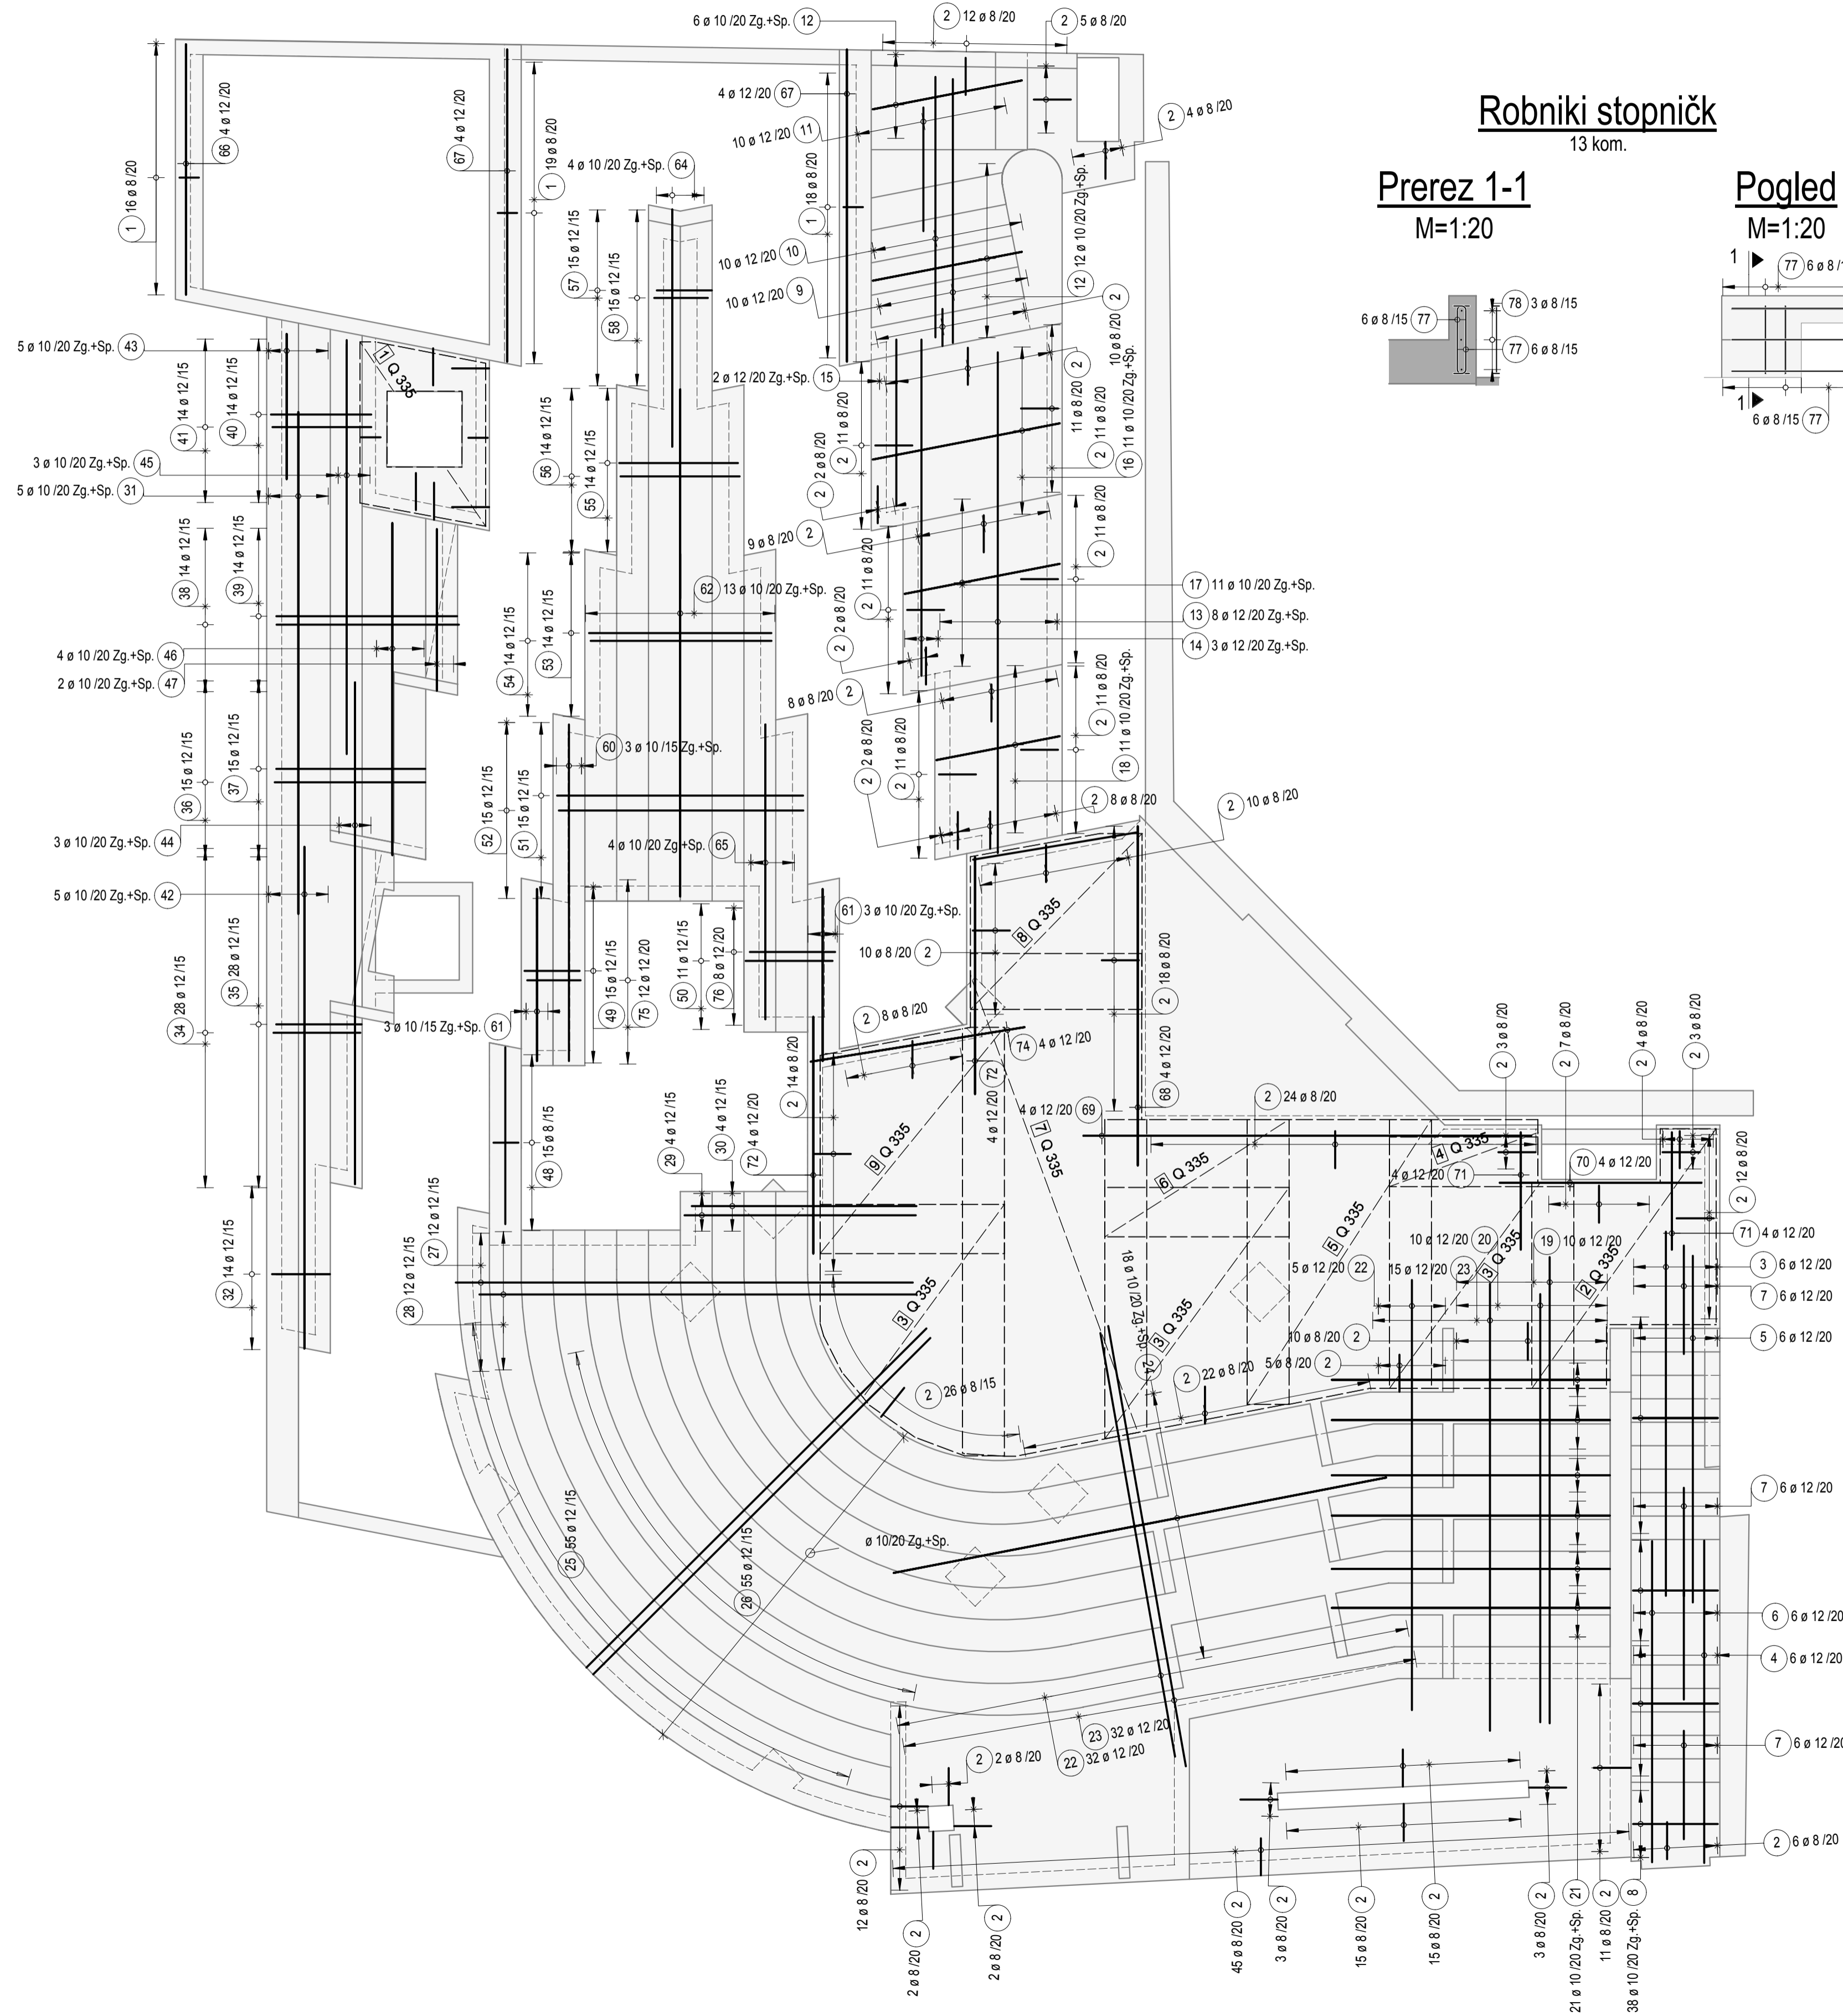 6 ø 10 /20 Zg.+Sp. 12
2 12 ø 8 /20
2 5 ø 8 /20
Robniki stopničk
13 kom.
Prerez 1-1
M=1:20
Pogled
M=1:20
1
77 6 ø 8 /1
78 3 ø 8 /15
6 ø 8 /15 77
77 6 ø 8 /15
1
6 ø 8 /15 77
1 16 ø 8 /20
66 4 ø 12 /20
67 4 ø 12 /20
1 19 ø 8 /20
4 ø 10 /20 Zg.+Sp. 64
4 ø 12 /20 67
10 ø 12 /20 11
2 4 ø 8 /20
1 18 ø 8 /20
12 12 ø 10 /20 Zg.+Sp.
10 ø 12 /20 10
10 ø 12 /20 9
2
10 ø 8 /20
57 15 ø 12 /15
58 15 ø 12 /15
5 ø 10 /20 Zg.+Sp. 43
1 Q 335
41 14 ø 12 /15
40 14 ø 12 /15
3 ø 10 /20 Zg.+Sp. 45
5 ø 10 /20 Zg.+Sp. 31
2 ø 12 /20 Zg.+Sp. 15
2
11 ø 8 /20
2 11 ø 8 /20
2 2 ø 8 /20
2 11 ø 8 /20
16 11 ø 10 /20 Zg.+Sp.
56 14 ø 12 /15
55 14 ø 12 /15
38 14 ø 12 /15
39 14 ø 12 /15
9 ø 8 /20 2
2 11 ø 8 /20
2 11 ø 8 /20
2 2 ø 8 /20
17 11 ø 10 /20 Zg.+Sp.
13 8 ø 12 /20 Zg.+Sp.
14 3 ø 12 /20 Zg.+Sp.
62 13 ø 10 /20 Zg.+Sp.
54 14 ø 12 /15
53 14 ø 12 /15
4 ø 10 /20 Zg.+Sp. 46
2 ø 10 /20 Zg.+Sp. 47
8 ø 8 /20 2
2 11 ø 8 /20
18 11 ø 10 /20 Zg.+Sp.
2 2 ø 8 /20
2 11 ø 8 /20
60 3 ø 10 /15 Zg.+Sp.
36 15 ø 12 /15
37 15 ø 12 /15
52 15 ø 12 /15
51 15 ø 12 /15
2 8 ø 8 /20
2 10 ø 8 /20
3 ø 10 /20 Zg.+Sp. 44
4 ø 10 /20 Zg.+Sp. 65
5 ø 10 /20 Zg.+Sp. 42
61 3 ø 10 /20 Zg.+Sp.
8 Q 335
10 ø 8 /20 2
34 28 ø 12 /15
35 28 ø 12 /15
49 15 ø 12 /15
75 12 ø 12 /20
50 11 ø 12 /15
76 8 ø 12 /20
2 18 ø 8 /20
3 ø 10 /15 Zg.+Sp. 61
2 8 ø 8 /20
74 4 ø 12 /20
72
4 ø 12 /20
68 4 ø 12 /20
2 14 ø 8 /20
72 4 ø 12 /20
30 4 ø 12 /15
29 4 ø 12 /15
48 15 ø 8 /15
4 ø 12 /20 69
7 Q 335
2 24 ø 8 /20
9 Q 335
6 Q 335
4 Q 335
4 ø 12 /20 71
2 3 ø 8 /20
2 7 ø 8 /20
2 4 ø 8 /20
2 3 ø 8 /20
70 4 ø 12 /20
2 12 ø 8 /20
71 4 ø 12 /20
3 6 ø 12 /20
7 6 ø 12 /20
5 6 ø 12 /20
32 14 ø 12 /15
27 12 ø 12 /15
28 12 ø 12 /15
3 Q 335
5 Q 335
10 ø 12 /20 20
19 10 ø 12 /20
5 ø 12 /20 22
15 ø 12 /20 23
3 Q 335
2 Q 335
3 Q 335
10 ø 8 /20 2
5 ø 8 /20 2
18 ø 10 /20 Zg.+Sp. 24
2 22 ø 8 /20
2 26 ø 8 /15
7 6 ø 12 /20
25 55 ø 12 /15
26 55 ø 12 /15
ø 10/20 Zg.+Sp.
6 6 ø 12 /20
4 6 ø 12 /20
23 32 ø 12 /20
22 32 ø 12 /20
7 6 ø 12 /20
2 2 ø 8 /20
2 6 ø 8 /20
12 ø 8 /20 2
2 ø 8 /20 2
2 ø 8 /20 2
45 ø 8 /20 2
3 ø 8 /20 2
15 ø 8 /20 2
15 ø 8 /20 2
3 ø 8 /20 2
21 ø 10 /20 Zg.+Sp. 21
11 ø 8 /20 2
38 ø 10 /20 Zg.+Sp. 8